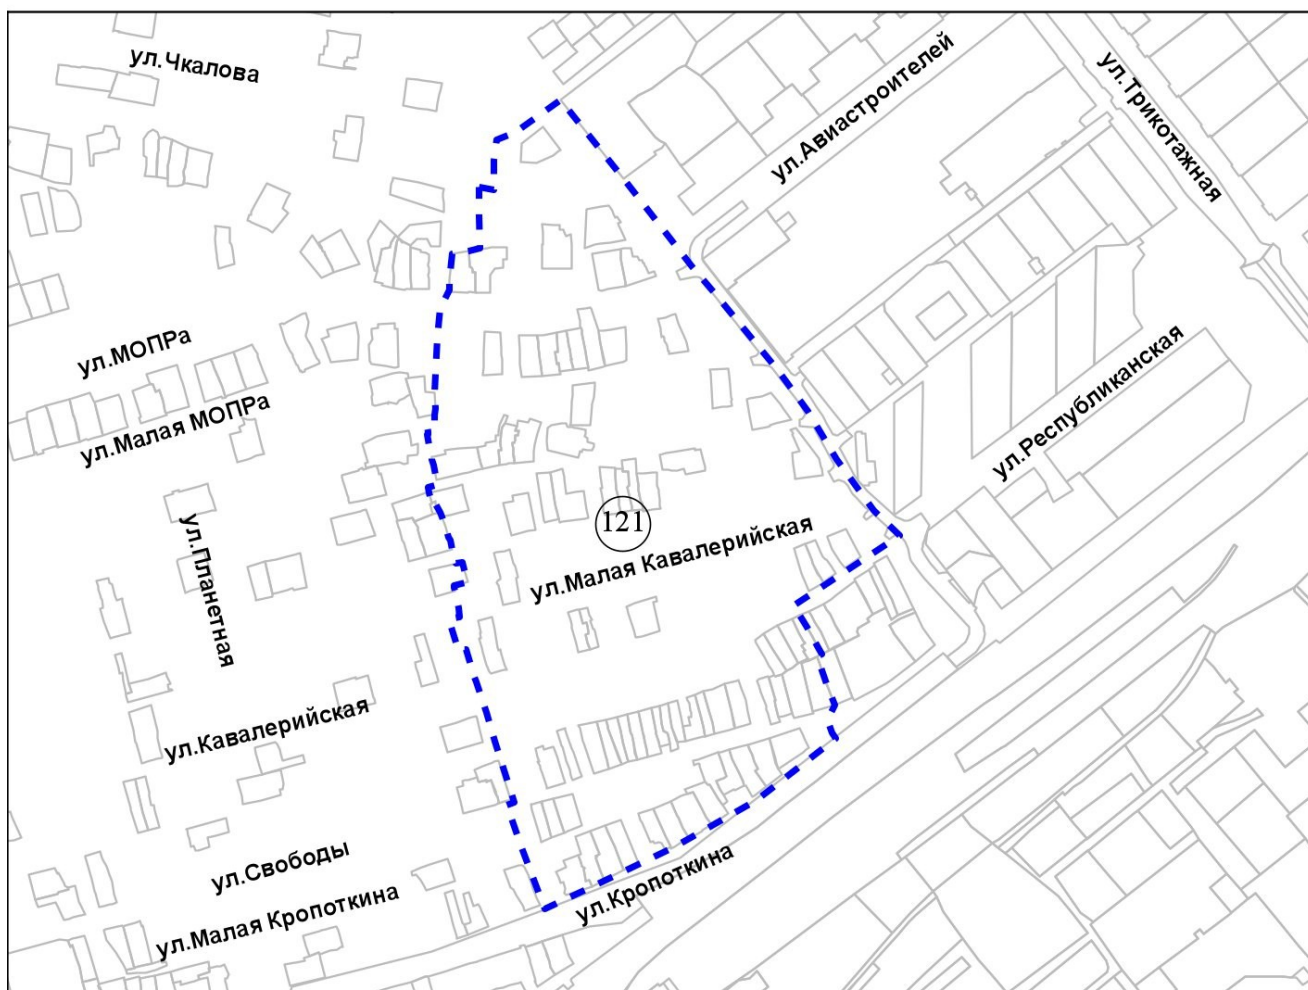 ул.Чкалова
ул.Авиастроителей
ул.Трикотажная
ул.МОПРа
ул.Малая МОПРа
ул.Республиканская
ул.Планетная
121
ул.Малая Кавалерийская
ул.Кавалерийская
ул.Свободы
ул.Малая Кропоткина
ул.Кропоткина